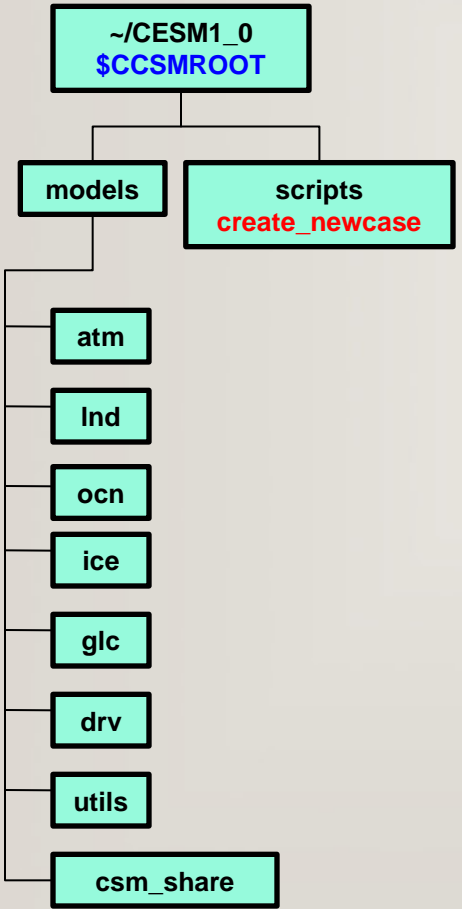 ~/CESM1_0
$CCSMROOT
models
scripts
create_newcase
atm
lnd
ocn
ice
glc
drv
utils
csm_share